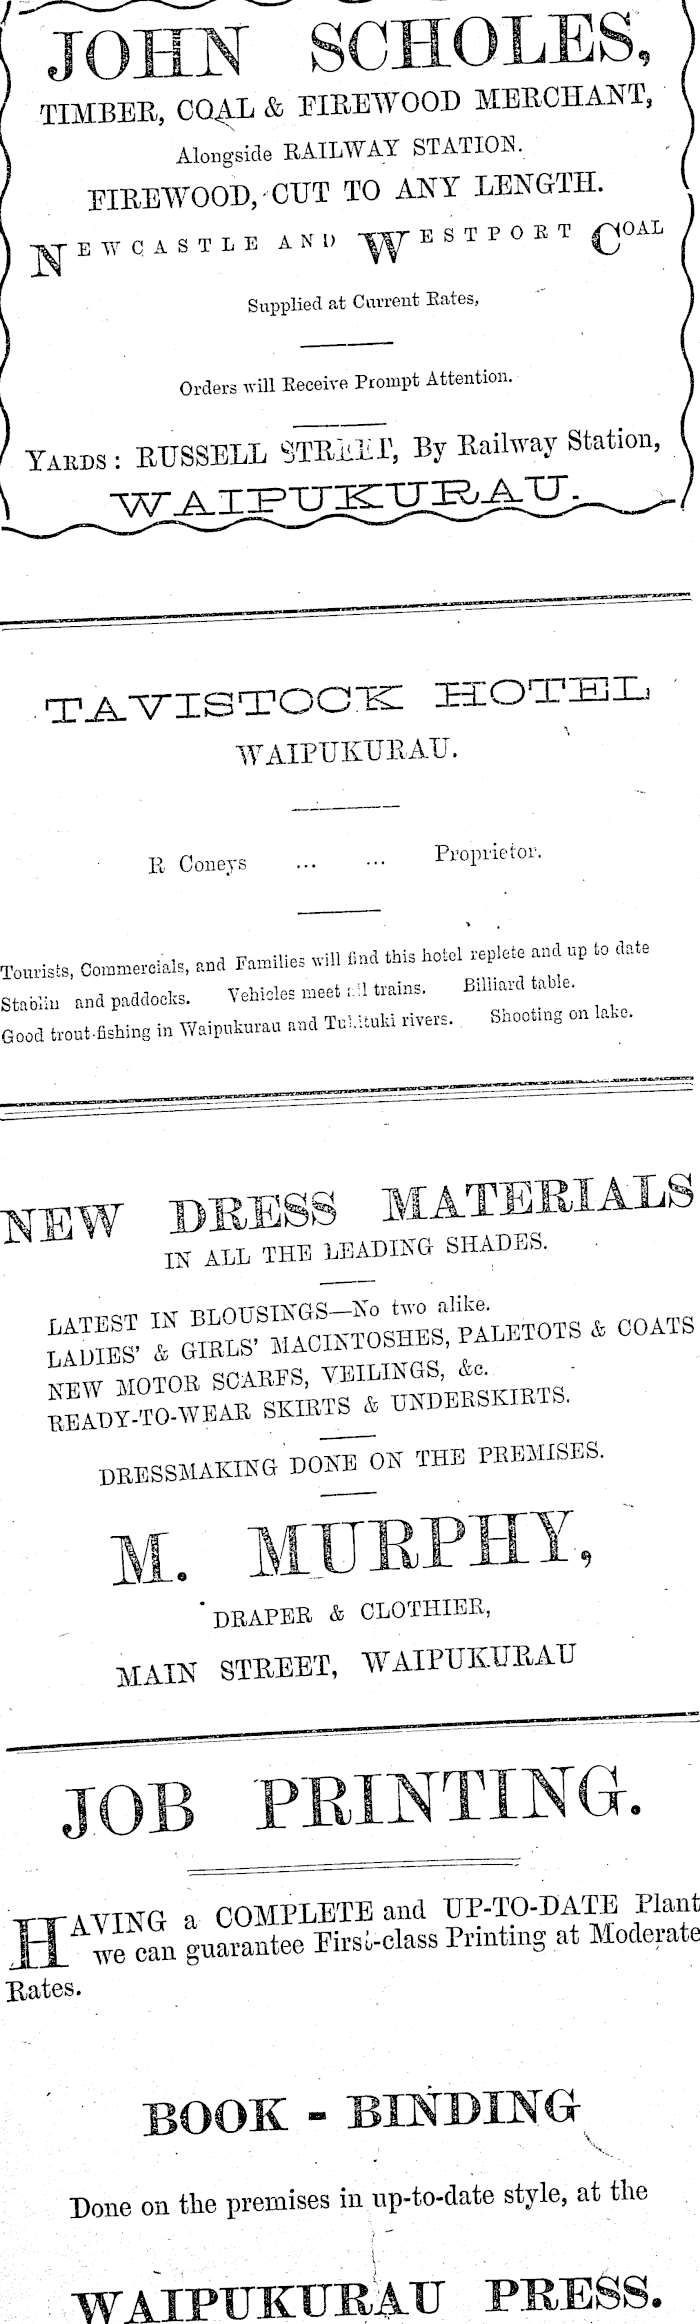 JOHN SCHOLES,
TIMBER, COAL & FIREWOOD MERCHANT,
Alongside RAILWAY STATION.
FIREWOOD, CUT TO ANY LENGTH.
NEWCASTLE AND WESTPORT COAL
Supplied at Current Rates,
Orders will Receive Prompt Attention.
YARDS: RUSSELL STREET, By Railway Station,
WAIPUKURAU.
TAVISTOCK HOTEL
WAIPUKURAU.
R Coneys ... ... Proprietor.
Tourists, Commercials, and Families will find this hotel replete and up to date
and paddocks. Vehicles meet all trains. Billiard table.
Good trout-fishing in Waipukurau and rivers. Shooting on lake.
NEW DRESS MATERIALS
IN ALL THE LEADING SHADES.
LATEST IN BLOUSINGS—No two alike.
LADIES' & GIRLS' MACINTOSHES, PALETOTS & COATS
NEW MOTOR SCARFS, VEILINGS, &c.
READY-TO-WEAR SKIRTS & UNDERSKIRTS.
DRESSMAKING DONE ON THE PREMISES.
M. MURPHY,
DRAPER & CLOTHIER,
MAIN STREET, WAIPUKURAU
JOB PRINTING.
HAVING a COMPLETE and UP-TO-DATE Plant
we can guarantee First-class Printing at Moderate
Rates.
BOOK-BINDING
Done on the premises in up-to-date style, at the
WAIPUKURAU PRESS.